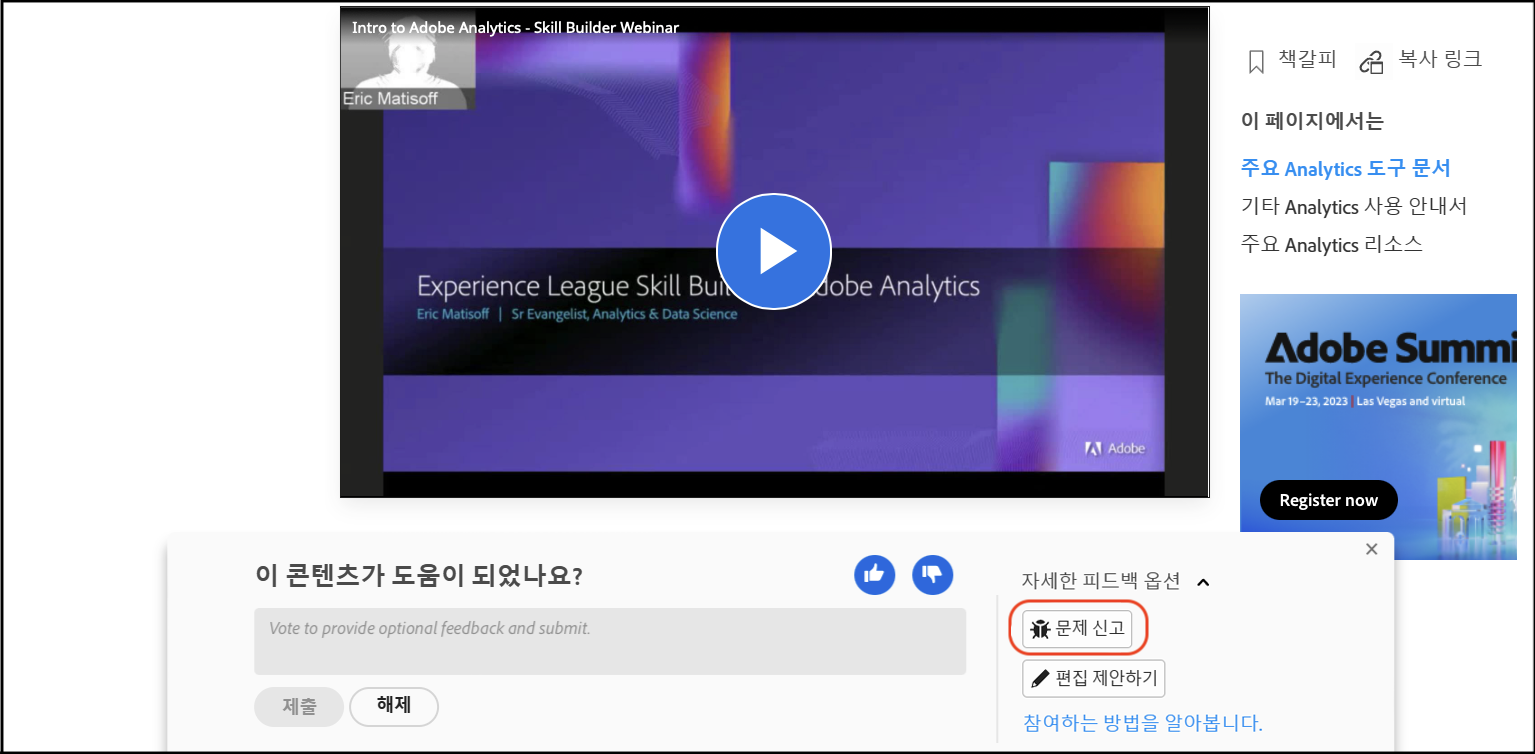 Intro to Adobe Analytics - Skill Builder Webinar
Eric Matisoff
Experience League Skill Buil dobe Analytics
Eric Matisoff | Sr Evangelist, Analytics & Data Science
Adobe
책갈피 복사 링크
이 페이지에서는
주요 Analytics 도구 문서
기타 Analytics 사용 안내서
주요 Analytics 리소스
Adobe Summi
The Digital Experience Conference
Mar 19–23, 2023 | Las Vegas and virtual
Register now
이 콘텐츠가 도움이 되었나요?
Vote to provide optional feedback and submit.
제출 해제
자세한 피드백 옵션
문제 신고
편집 제안하기
참여하는 방법을 알아봅니다.